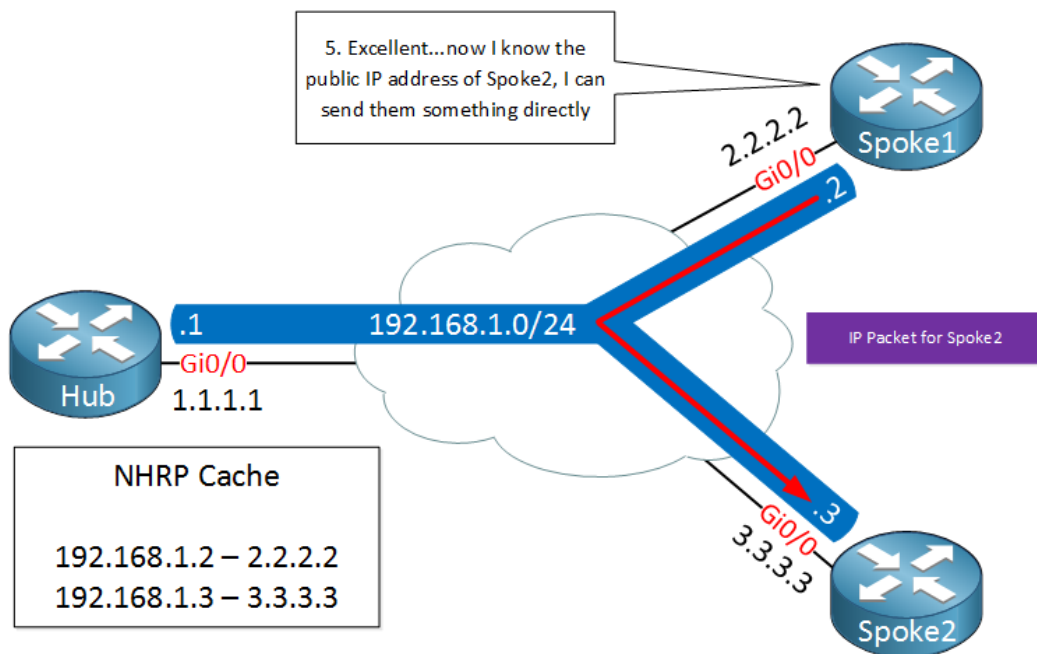 5. Excellent...now I know the
public IP address of Spoke2, I can
send them something directly
Spoke1
2.2.2.2
Gi0/0
.2
.1
192.168.1.0/24
IP Packet for Spoke2
Gi0/0
Hub
1.1.1.1
.3
Gi0/0
3.3.3.3
Spoke2
NHRP Cache
192.168.1.2 – 2.2.2.2
192.168.1.3 – 3.3.3.3